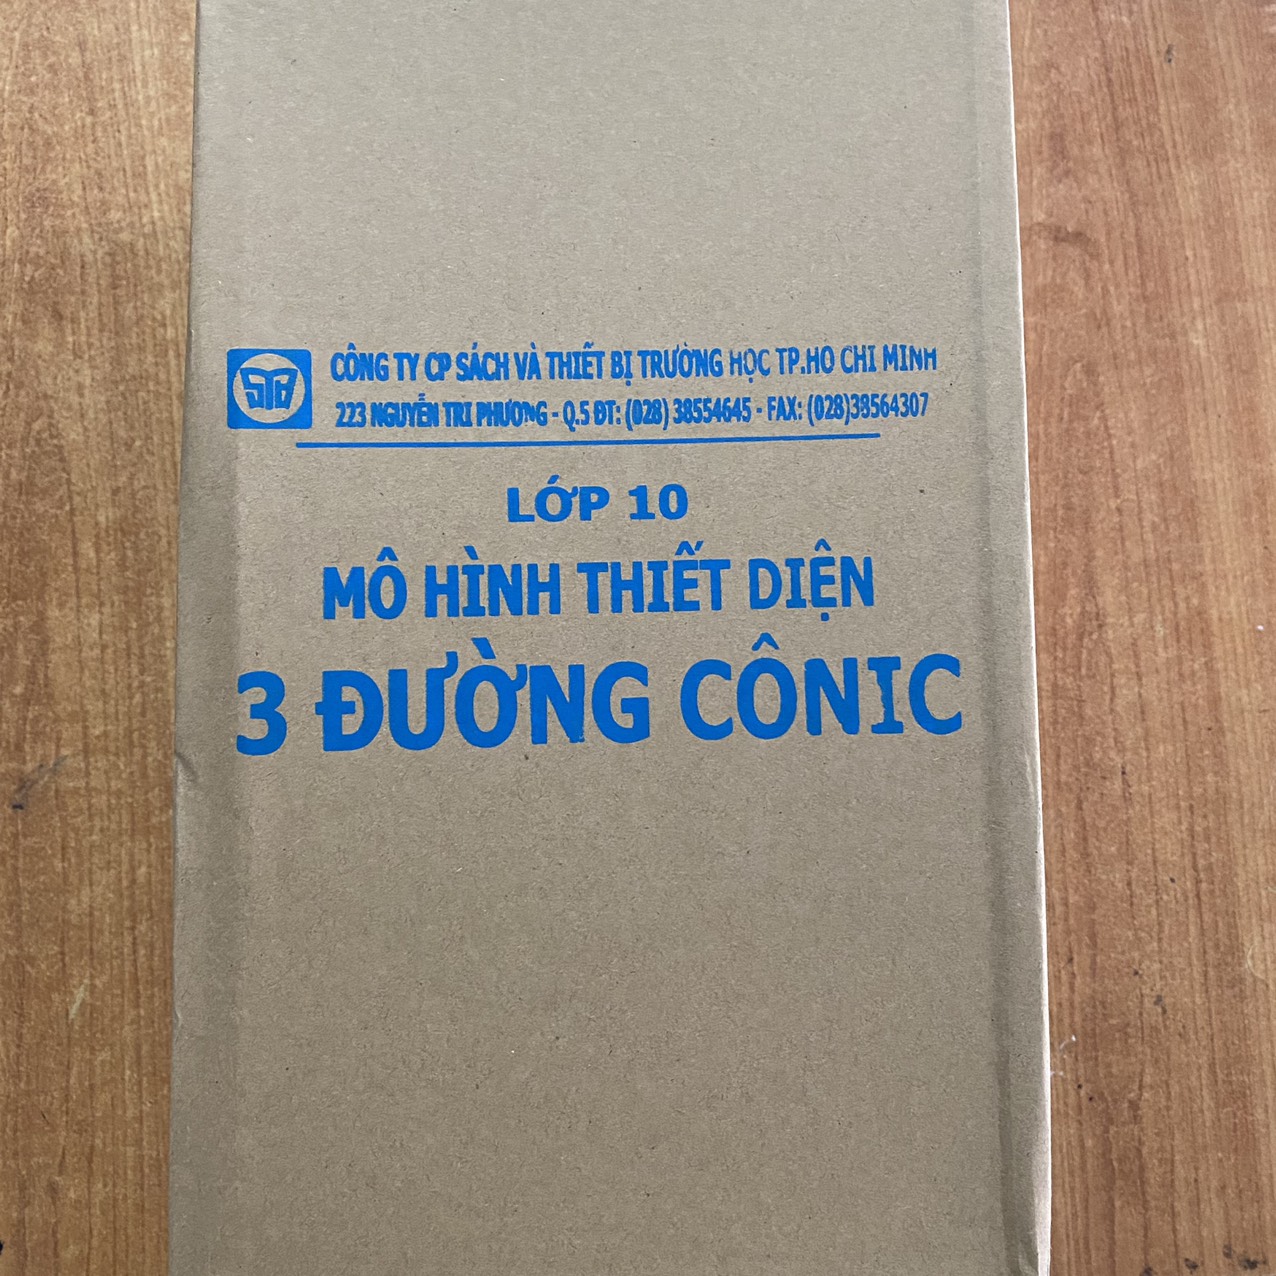 STB
CÔNG TY CP SÁCH VÀ THIẾT BỊ TRƯỜNG HỌC TP.HO CHI MINH
223 NGUYỄN TRI PHƯƠNG - Q.5 ĐT: (028) 38554645 - FAX: (028)38564307
LỚP 10
MÔ HÌNH THIẾT DIỆN
3 ĐƯỜNG CÔNIC